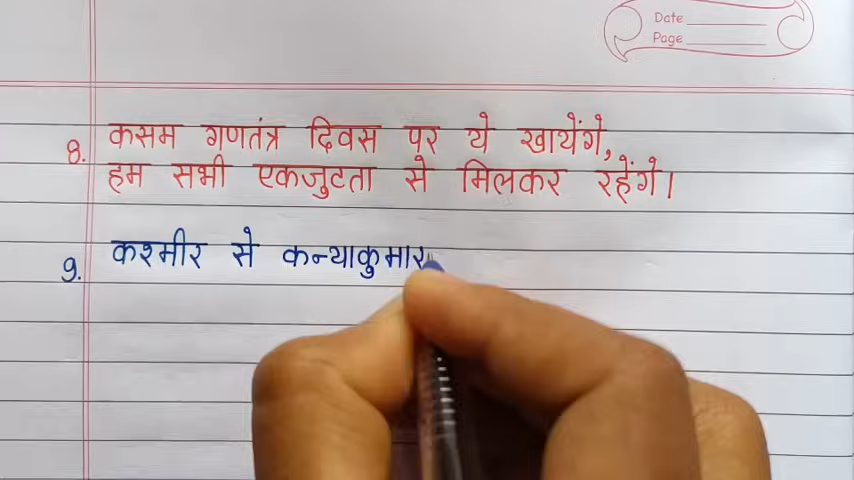 Date
Page
8. कसम गणतंत्र दिवस पर ये खायेंगे,
हम सभी एकजुटता से मिलकर रहेंगे।
9. कश्मीर से कन्याकुमार